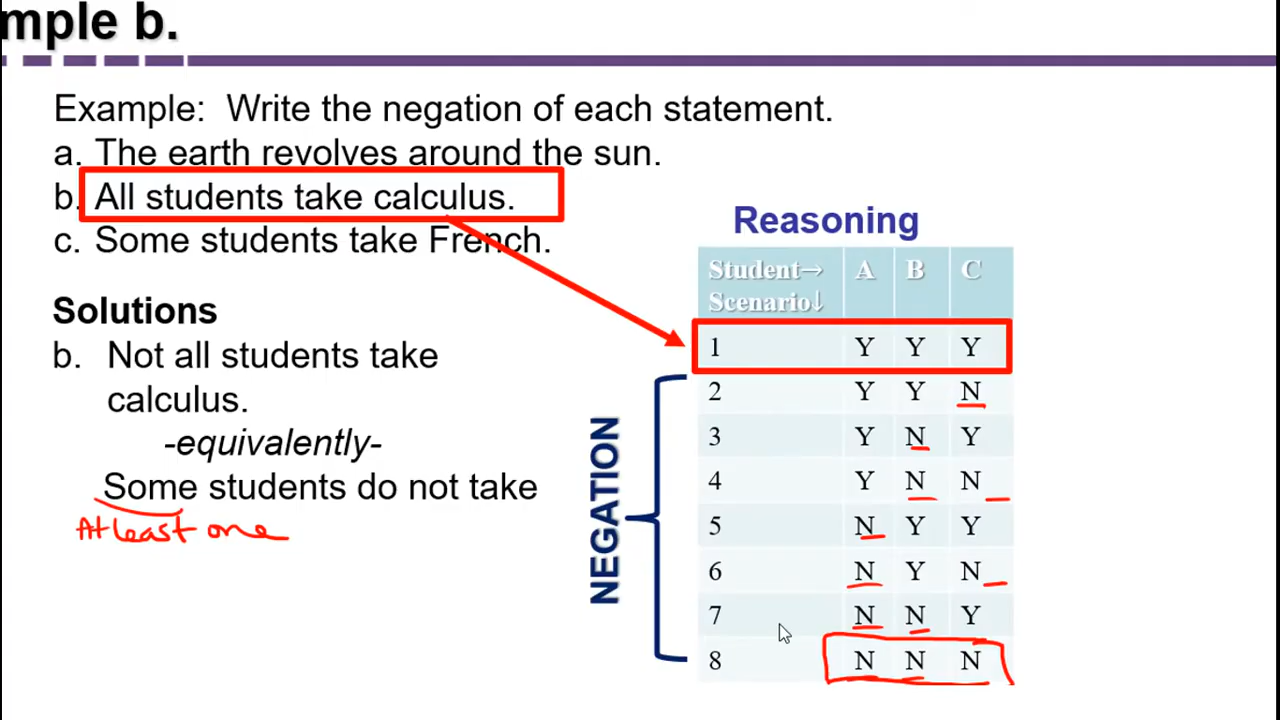 mple b.
Example: Write the negation of each statement.
a. The earth revolves around the sun.
b. All students take calculus.
c. Some students take French.
Solutions
b. Not all students take
calculus.
-equivalently-
Some students do not take
At least one
Reasoning
Student→ A B C
Scenario↓
1 Y Y Y
2 Y Y N
3 Y N Y
4 Y N N
5 N Y Y
6 N Y N
7 N N Y
8 N N N
NEGATION